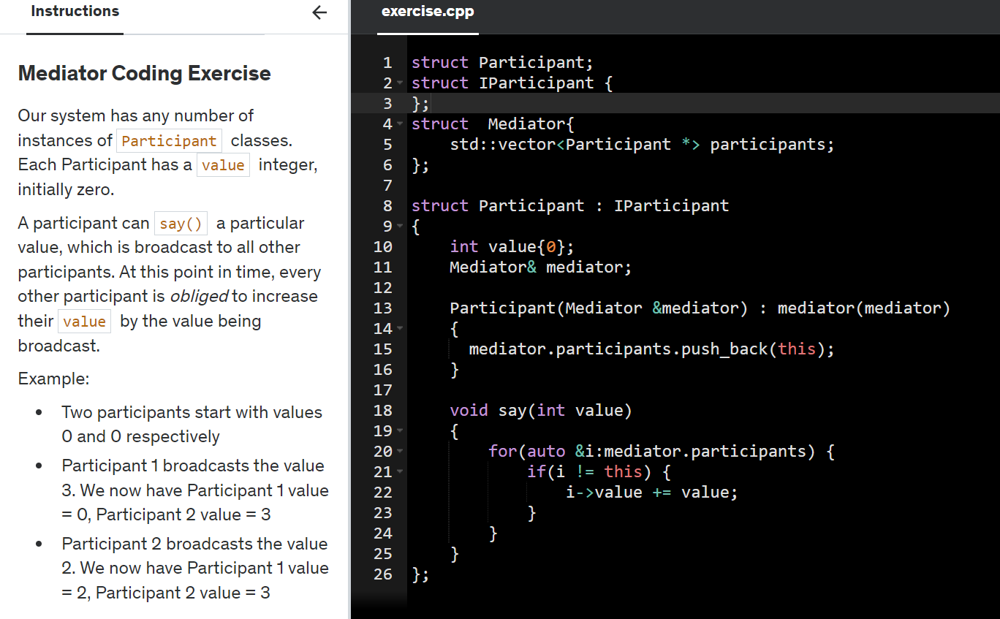 Instructions
Mediator Coding Exercise
Our system has any number of
instances of Participant classes.
Each Participant has a value integer,
initially zero.
A participant can say() a particular
value, which is broadcast to all other
participants. At this point in time, every
other participant is obliged to increase
their value by the value being
broadcast.
Example:
• Two participants start with values
0 and 0 respectively
• Participant 1 broadcasts the value
3. We now have Participant 1 value
= 0, Participant 2 value = 3
• Participant 2 broadcasts the value
2. We now have Participant 1 value
= 2, Participant 2 value = 3
exercise.cpp
1 struct Participant;
2 struct IParticipant {
3 };
4 struct  Mediator{
5     std::vector<Participant *> participants;
6 };
7
8 struct Participant : IParticipant
9 {
10     int value{0};
11     Mediator& mediator;
12
13     Participant(Mediator &mediator) : mediator(mediator)
14     {
15       mediator.participants.push_back(this);
16     }
17
18     void say(int value)
19     {
20         for(auto &i:mediator.participants) {
21             if(i != this) {
22                 i->value += value;
23             }
24         }
25     }
26 };